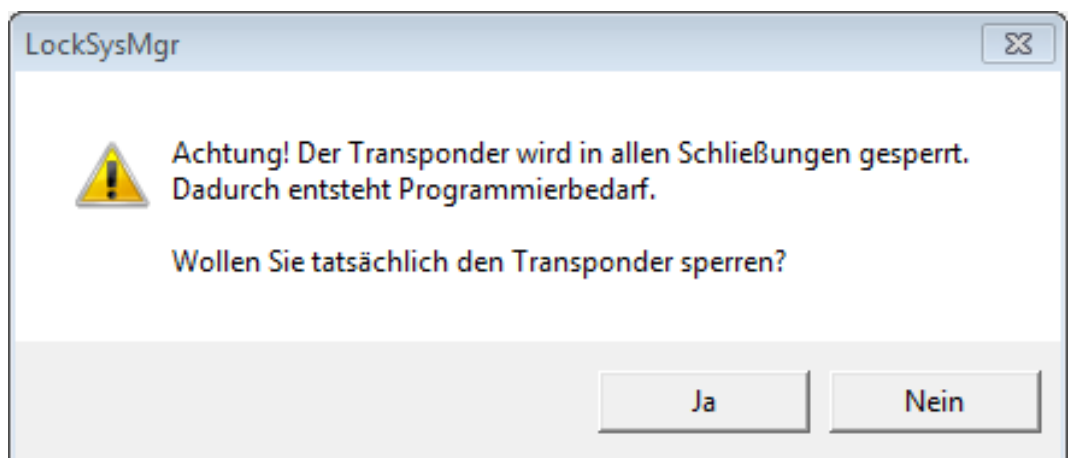 LockSysMgr
Achtung! Der Transponder wird in allen Schließungen gesperrt.
Dadurch entsteht Programmierbedarf.
Wollen Sie tatsächlich den Transponder sperren?
Ja
Nein